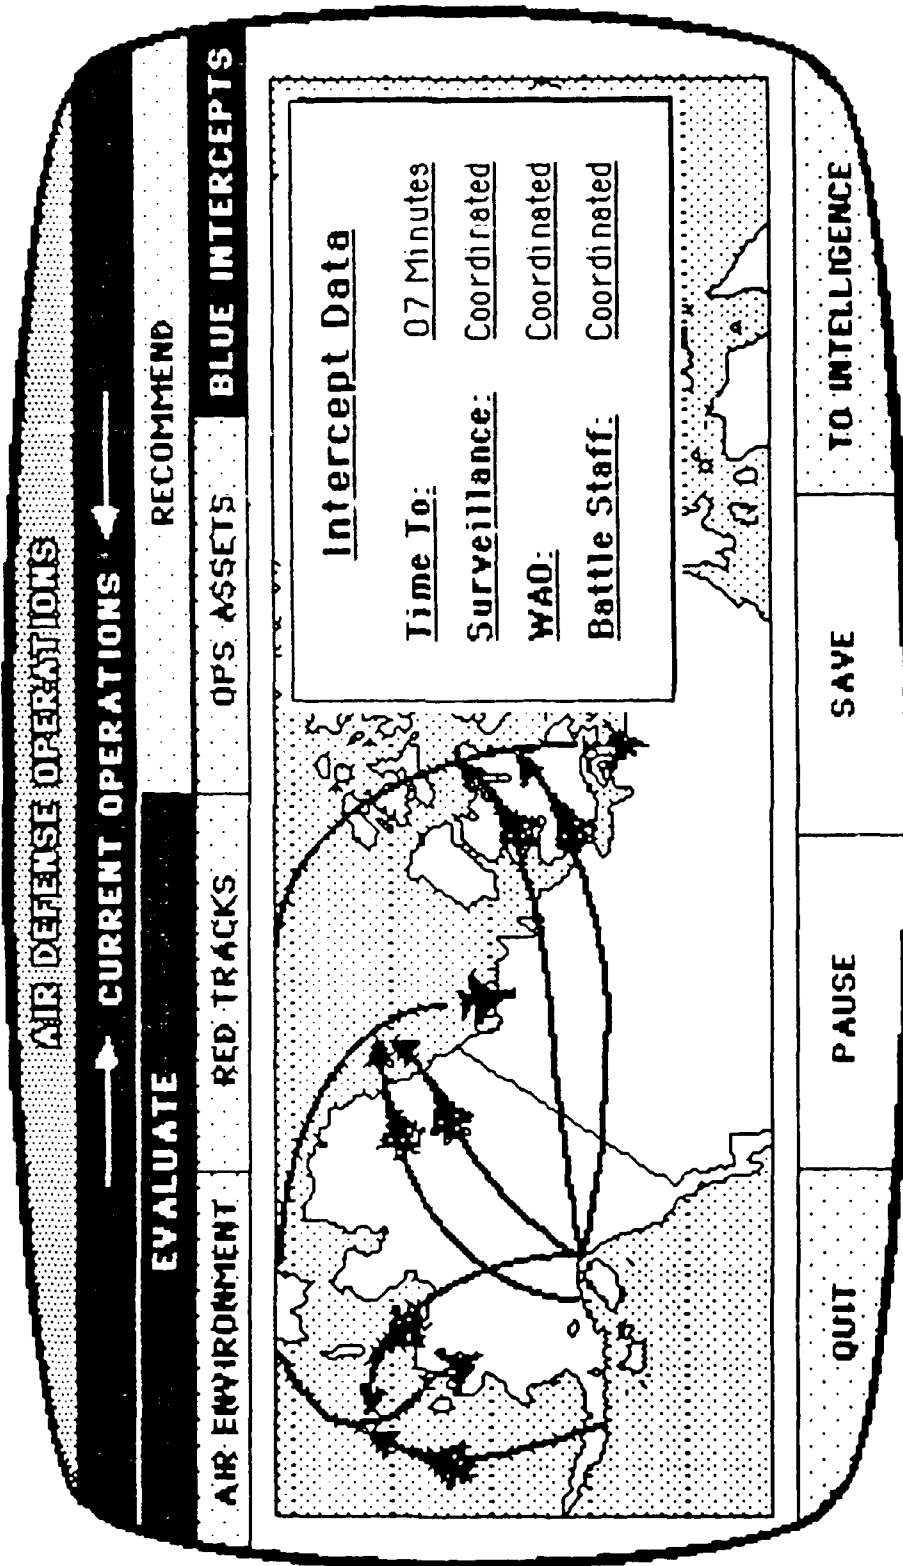 AIR DEFENSE OPERATIONS
CURRENT OPERATIONS
EVALUATE RECOMMEND
AIR ENVIRONMENT RED TRACKS OPS ASSETS BLUE INTERCEPTS
Intercept Data
Time To: 07 Minutes
Surveillance: Coordinated
WAO: Coordinated
Battle Staff: Coordinated
QUIT PAUSE SAVE TO INTELLIGENCE